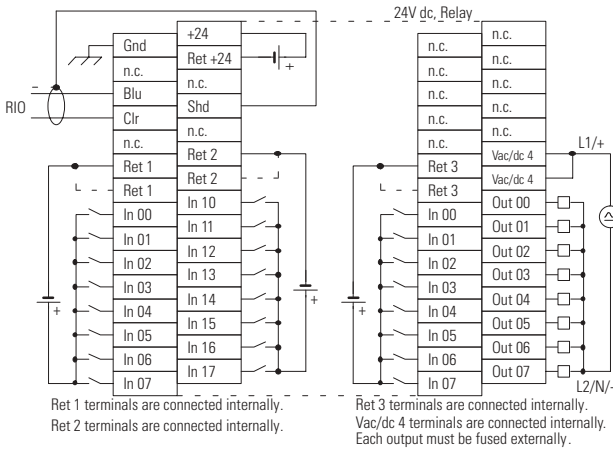 24V dc, Relay
Gnd
n.c.
Blu
Clr
n.c.
Ret 1
Ret 1
In 00
In 01
In 02
In 03
In 04
In 05
In 06
In 07
+24
Ret +24
n.c.
Shd
n.c.
Ret 2
Ret 2
In 10
In 11
In 12
In 13
In 14
In 15
In 16
In 17
RIO
-
+
+
+
n.c.
n.c.
n.c.
n.c.
n.c.
Ret 3
Ret 3
In 00
In 01
In 02
In 03
In 04
In 05
In 06
In 07
n.c.
n.c.
n.c.
n.c.
n.c.
Vac/dc 4
Vac/dc 4
Out 00
Out 01
Out 02
Out 03
Out 04
Out 05
Out 06
Out 07
L1/+
L2/N/-
+
Ret 1 terminals are connected internally.
Ret 2 terminals are connected internally.
Ret 3 terminals are connected internally.
Vac/dc 4 terminals are connected internally.
Each output must be fused externally.